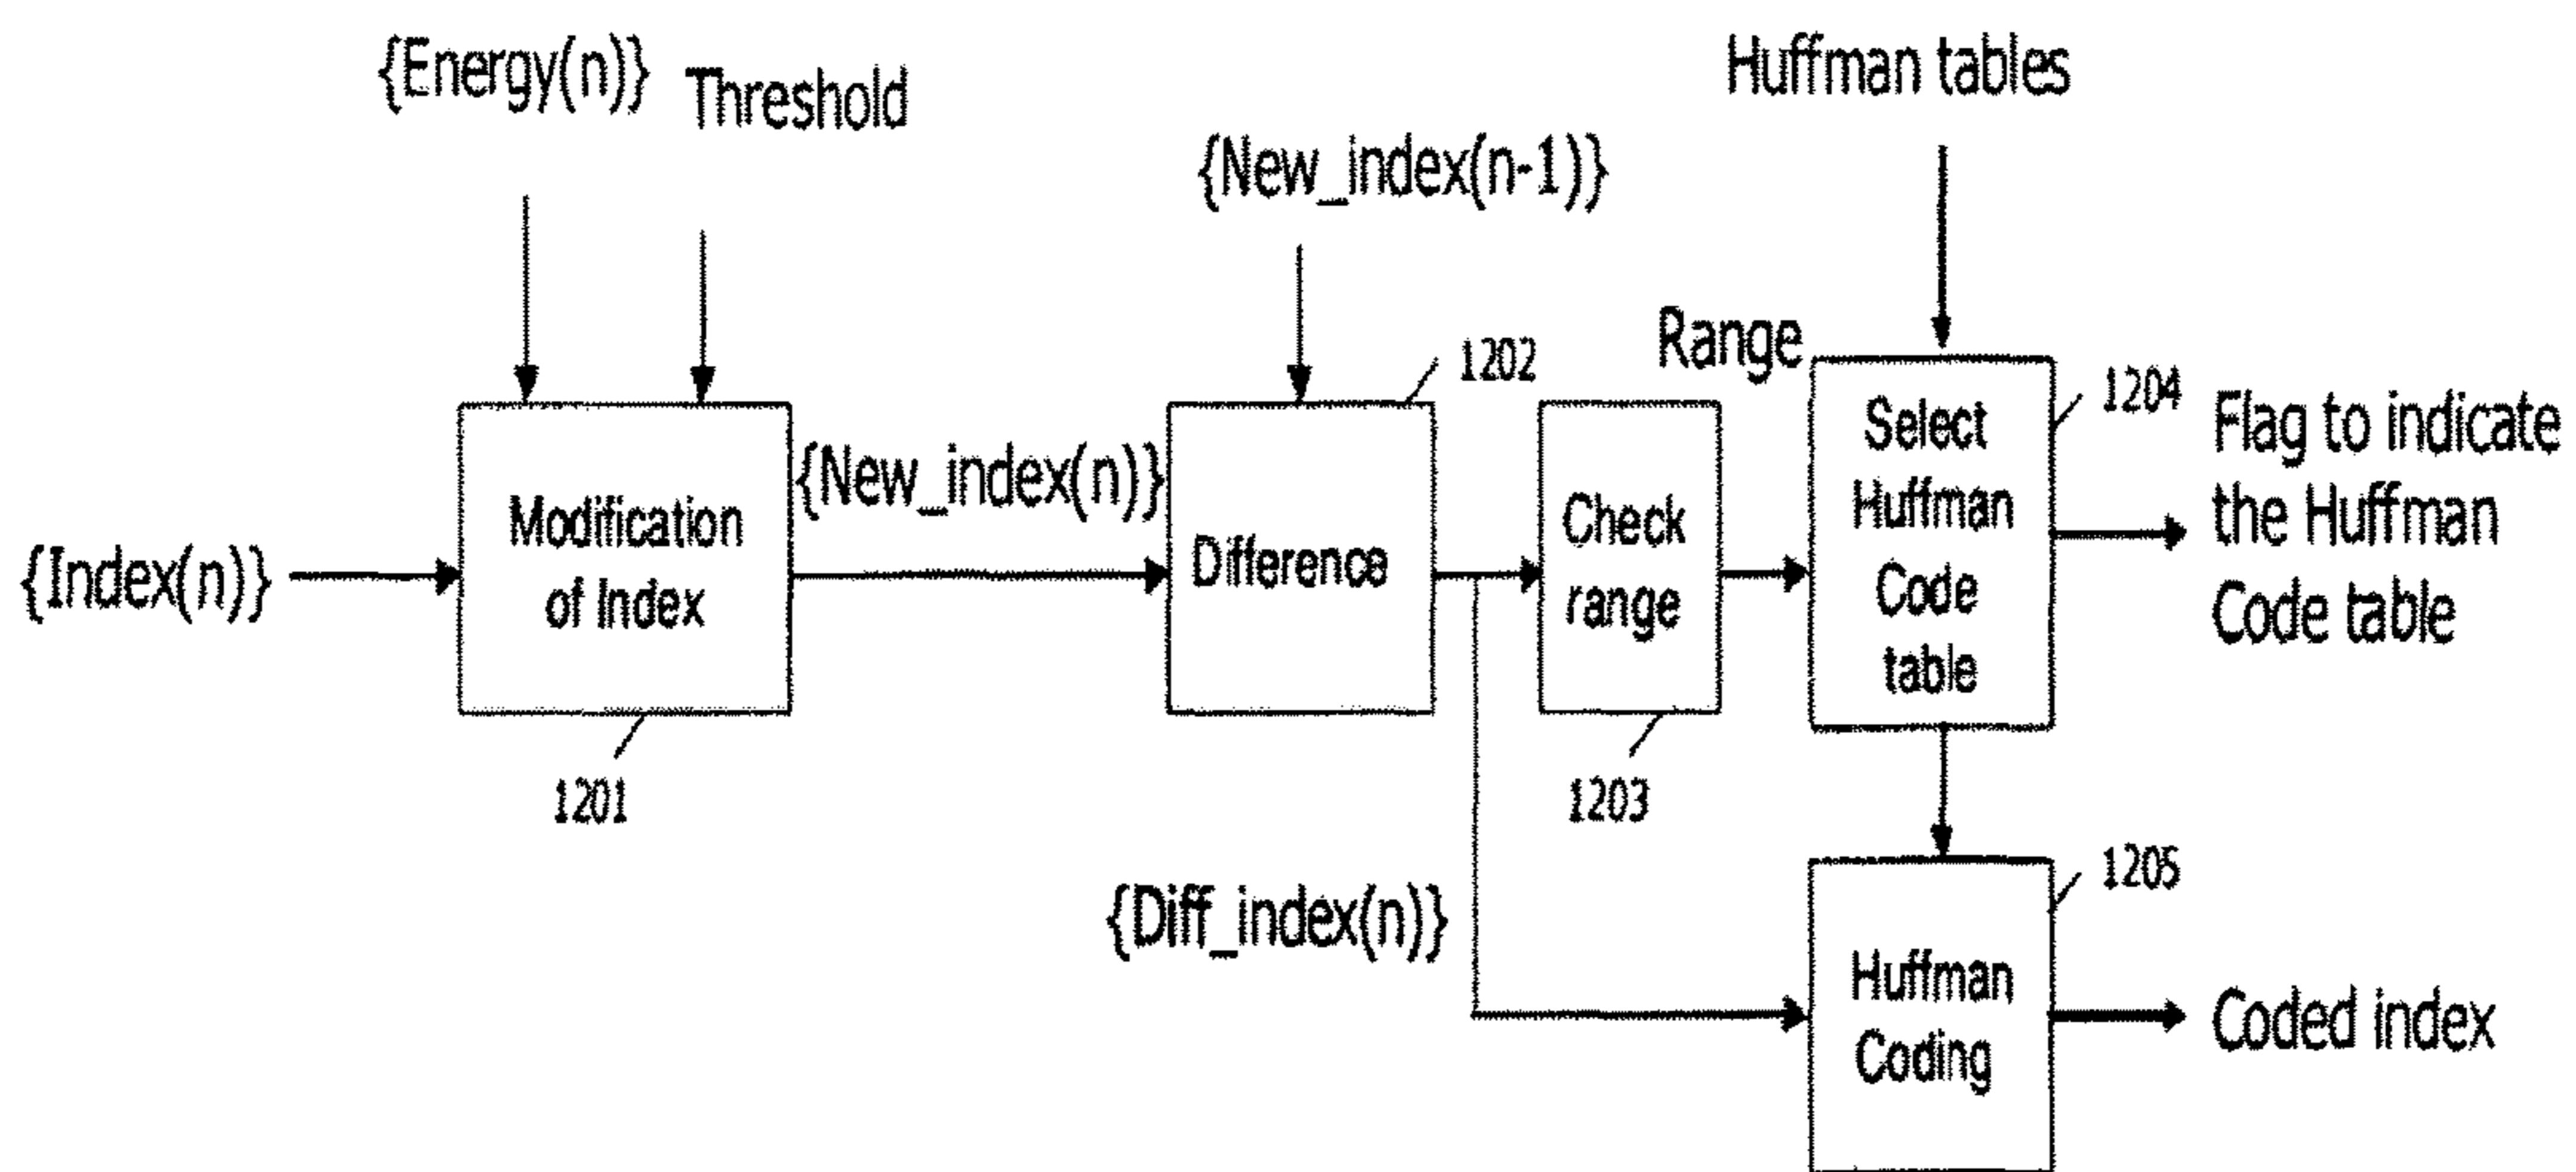 {Energy(n)}
Threshold
Huffman tables
{New_index(n-1)}
Range
1202
1204
Select
Huffman
Code
table
Flag to indicate
the Huffman
Code table
{New_index(n)}
Modification
of Index
{Index(n)}
Difference
Check
range
1201
1203
1205
{Diff_index(n)}
Huffman
Coding
Coded index